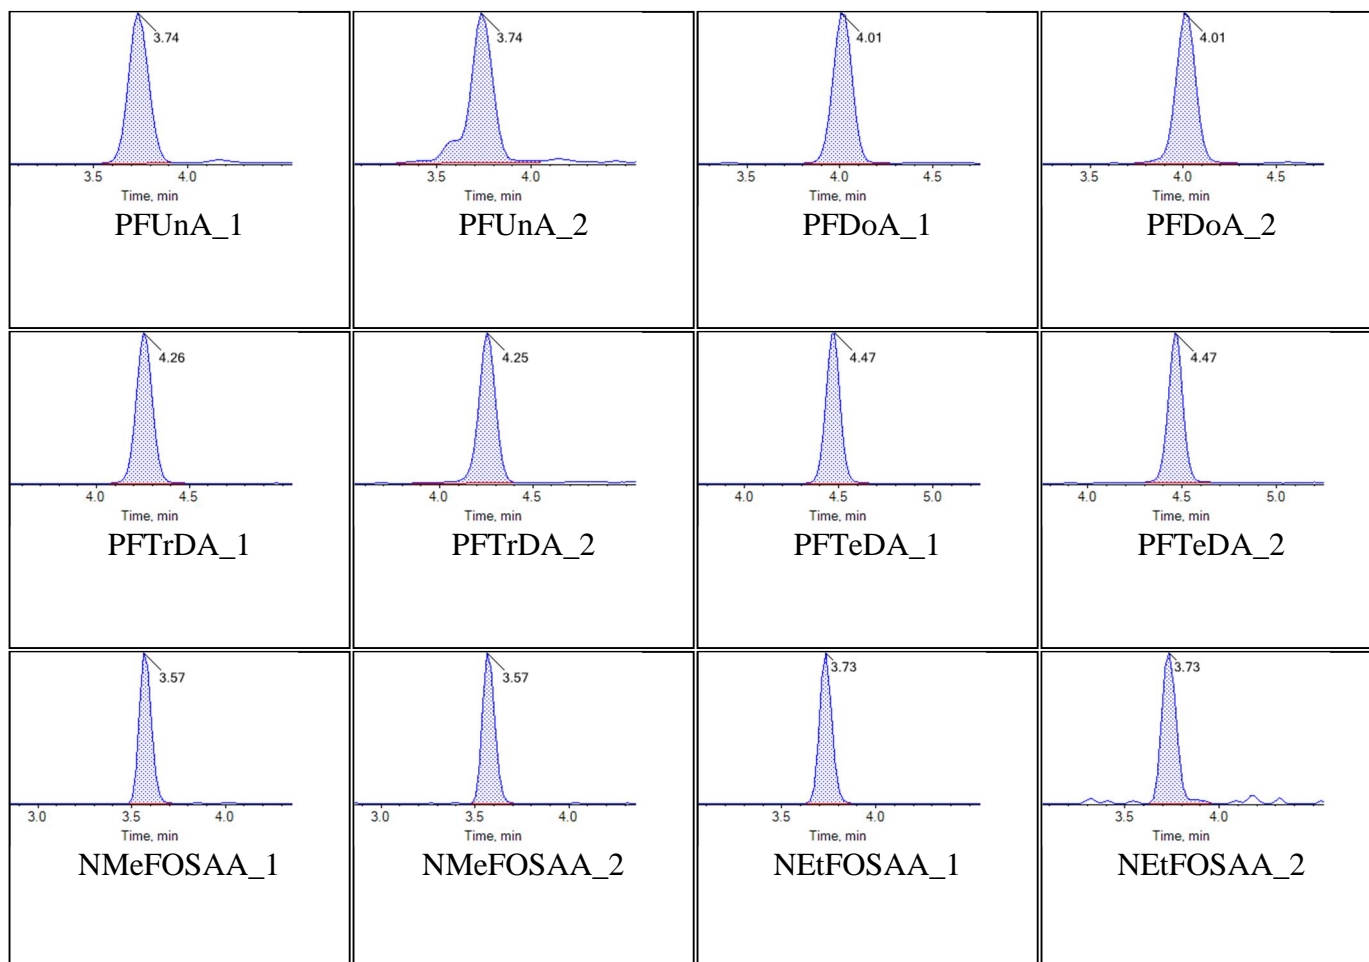 3.74
3.5 4.0
Time, min
PFUnA_1
3.74
3.5 4.0
Time, min
PFUnA_2
4.01
3.5 4.0 4.5
Time, min
PFDoA_1
4.01
3.5 4.0 4.5
Time, min
PFDoA_2
4.26
4.0 4.5
Time, min
PFTrDA_1
4.25
4.0 4.5
Time, min
PFTrDA_2
4.47
4.0 4.5 5.0
Time, min
PFTeDA_1
4.47
4.0 4.5 5.0
Time, min
PFTeDA_2
3.57
3.0 3.5 4.0
Time, min
NMeFOSAA_1
3.57
3.0 3.5 4.0
Time, min
NMeFOSAA_2
3.73
3.5 4.0
Time, min
NEtFOSAA_1
3.73
3.5 4.0
Time, min
NEtFOSAA_2